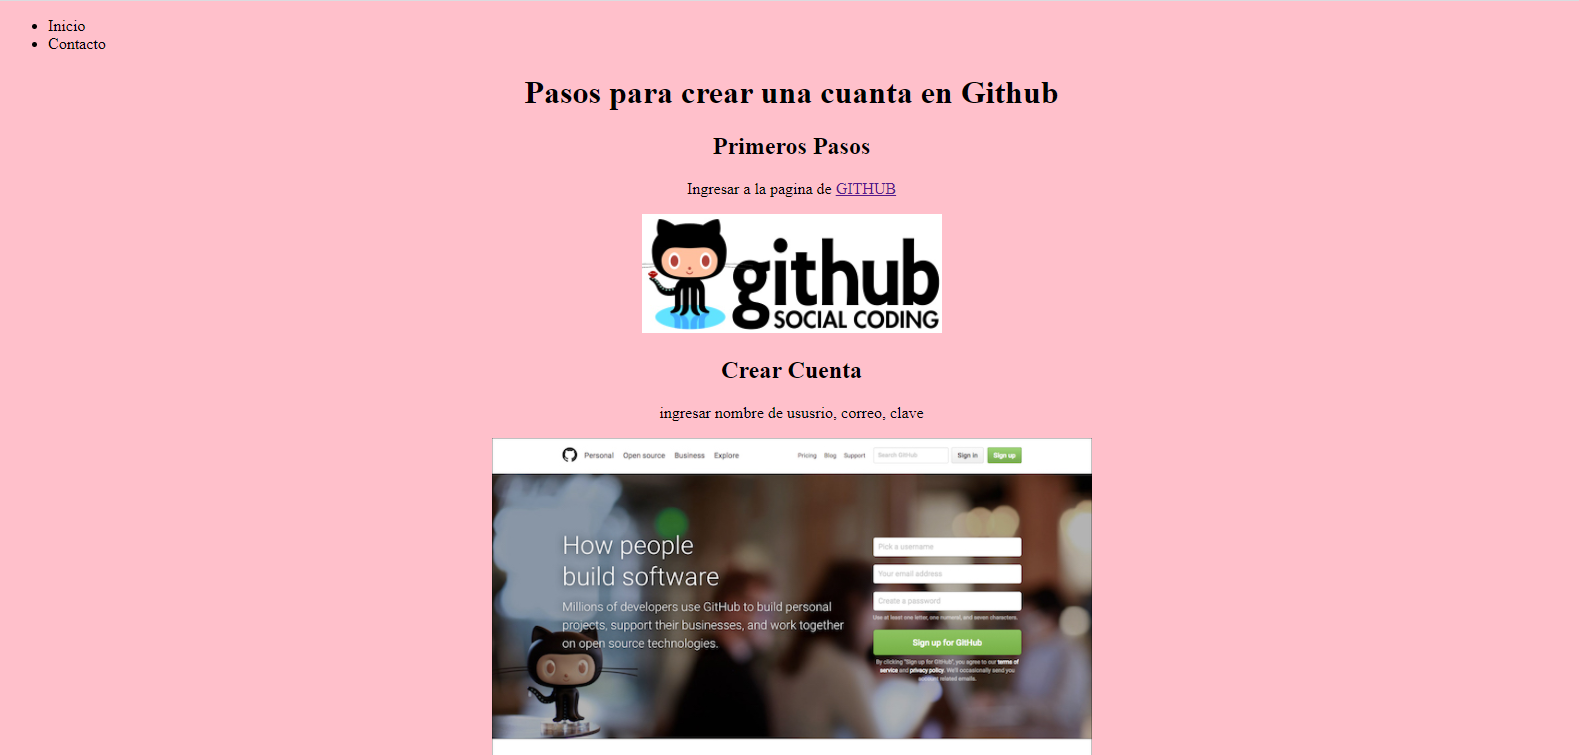 Inicio
Contacto
Pasos para crear una cuanta en Github
Primeros Pasos
Ingresar a la pagina de GITHUB
github
SOCIAL CODING
Crear Cuenta
ingresar nombre de ususrio, correo, clave
Personal Open source Business Explore Pricing Blog Support Search GitHub Sign in Sign up
How people
build software
Millions of developers use GitHub to build personal
projects, support their businesses, and work together
on open source technologies.
Pick a username
Your email address
Create a password
Use at least one letter, one numeral, and seven characters.
Sign up for GitHub
By clicking "Sign up for GitHub", you agree to our terms of
service and privacy policy. We'll occasionally send you
account related emails.